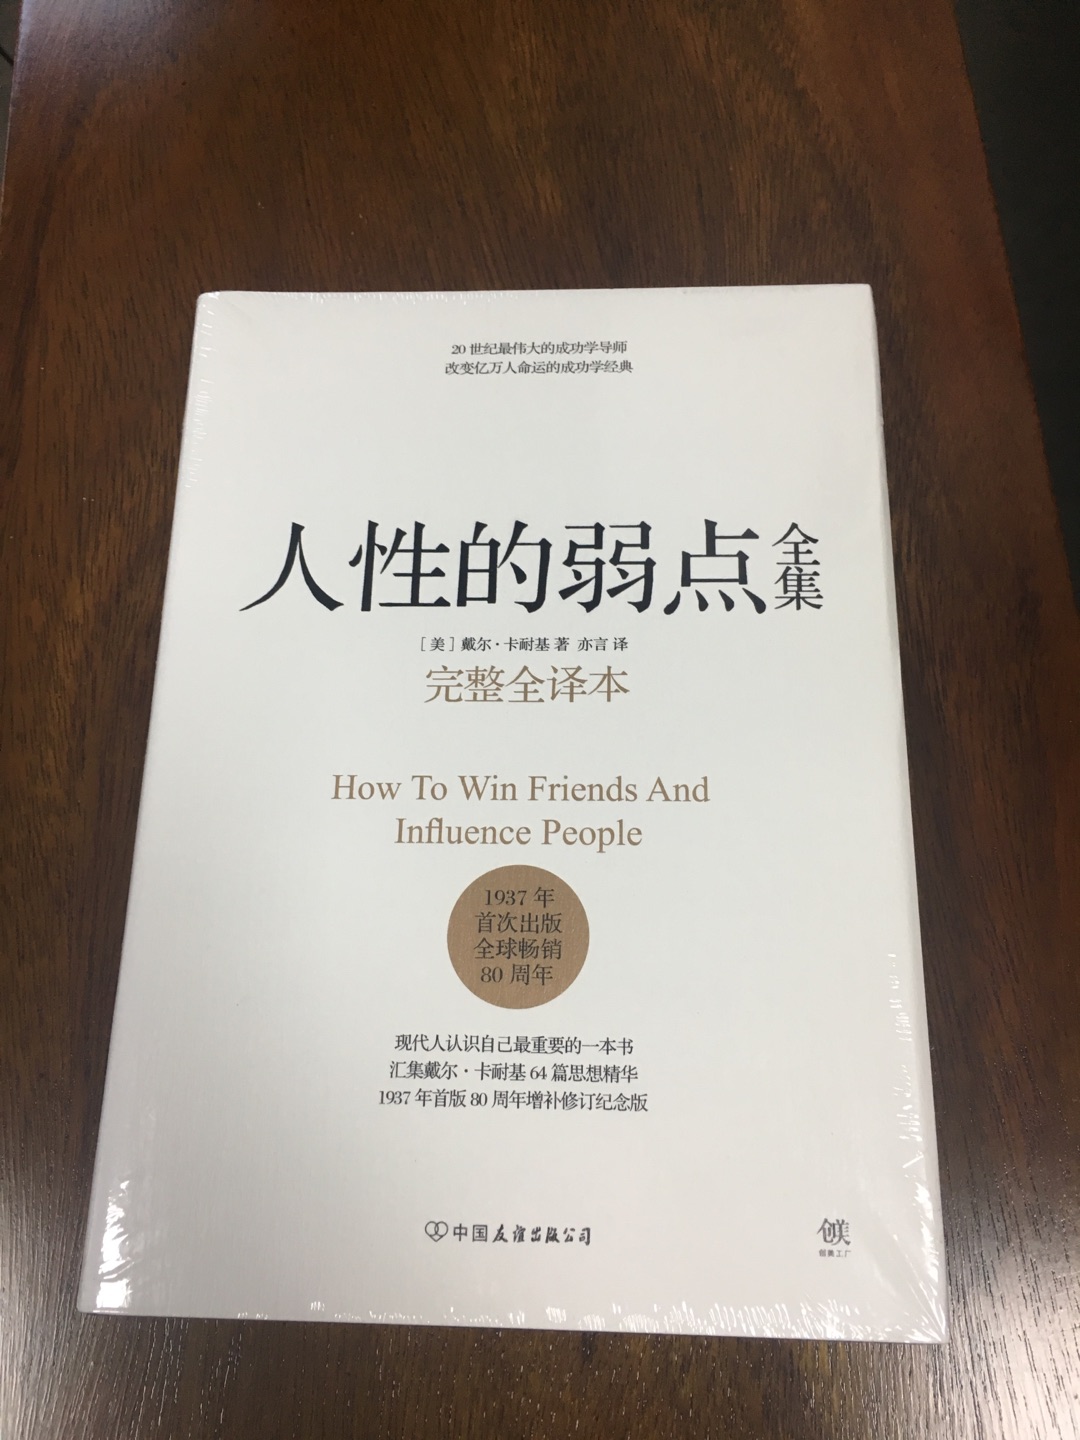 20 世纪最伟大的成功学导师
改变亿万人命运的成功学经典
人性的弱点全集
［美］戴尔·卡耐基 著 亦言 译
完整全译本
How To Win Friends And
Influence People
1937 年
首次出版
全球畅销
80 周年
现代人认识自己最重要的一本书
汇集戴尔·卡耐基 64 篇思想精华
1937 年首版 80 周年增补修订纪念版
中国友谊出版公司
创美
创美工厂